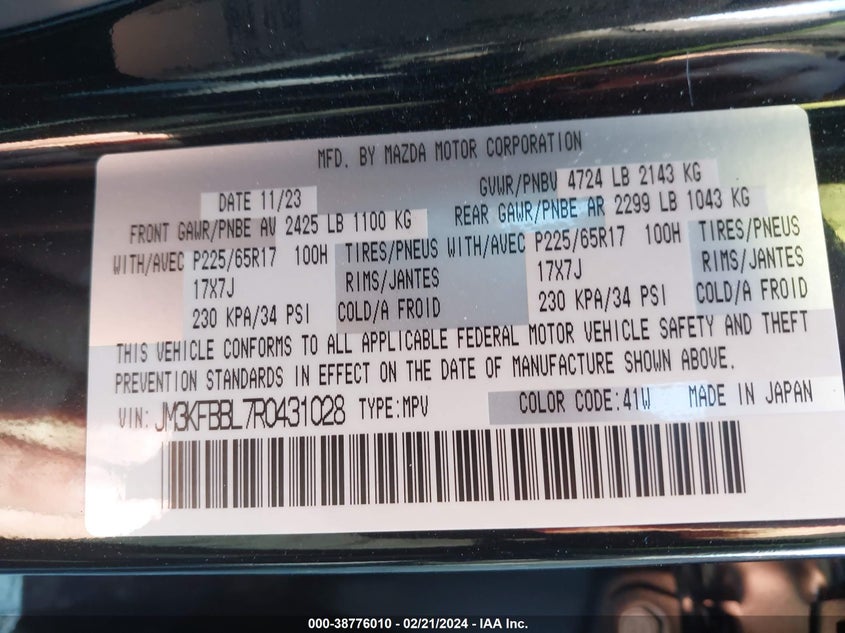 MFD. BY MAZDA MOTOR CORPORATION
DATE 11/23 GVWR/PNBV 4724 LB 2143 KG
FRONT GAWR/PNBE AV 2425 LB 1100 KG REAR GAWR/PNBE AR 2299 LB 1043 KG
WITH/AVEC P225/65R17 100H TIRES/PNEUS WITH/AVEC P225/65R17 100H TIRES/PNEUS
17X7J RIMS/JANTES 17X7J RIMS/JANTES
230 KPA/34 PSI COLD/A FROID 230 KPA/34 PSI COLD/A FROID
THIS VEHICLE CONFORMS TO ALL APPLICABLE FEDERAL MOTOR VEHICLE SAFETY AND THEFT
PREVENTION STANDARDS IN EFFECT ON THE DATE OF MANUFACTURE SHOWN ABOVE.
VIN: JM3KFBBL7R0431028 TYPE:MPV COLOR CODE:41W MADE IN JAPAN
000-38776010 - 02/21/2024 - IAA Inc.